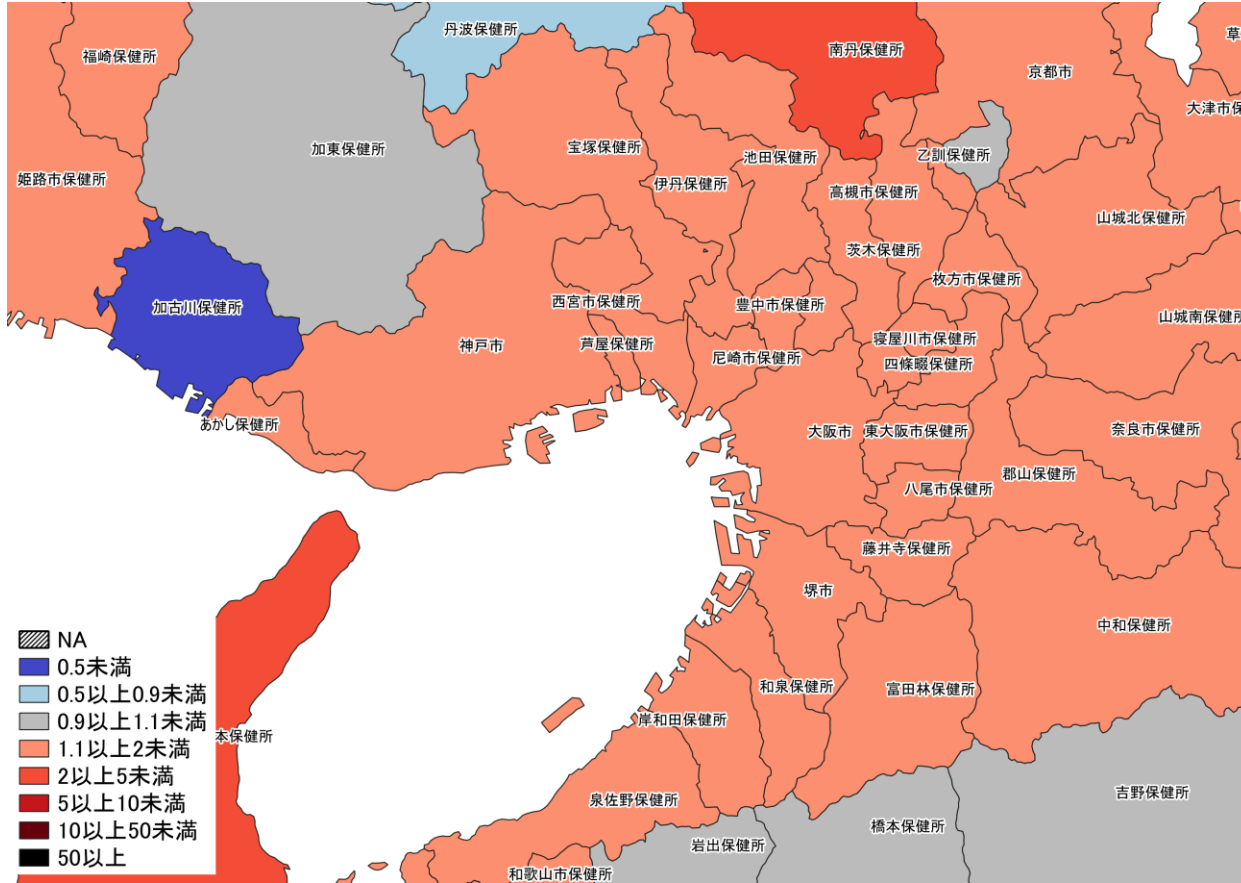 丹波保健所
南丹保健所
草
福崎保健所
京都市
大津市保
加東保健所
宝塚保健所
池田保健所
乙訓保健所
姫路市保健所
伊丹保健所
高槻市保健所
山城北保健所
茨木保健所
枚方市保健所
加古川保健所
西宮市保健所
豊中市保健所
山城南保健所
神戸市
芦屋保健所
尼崎市保健所
寝屋川市保健所
四條畷保健所
あかし保健所
大阪市
東大阪市保健所
奈良市保健所
八尾市保健所
郡山保健所
藤井寺保健所
堺市
中和保健所
和泉保健所
富田林保健所
岸和田保健所
本保健所
泉佐野保健所
吉野保健所
橋本保健所
岩出保健所
和歌山市保健所
NA
0.5未満
0.5以上0.9未満
0.9以上1.1未満
1.1以上2未満
2以上5未満
5以上10未満
10以上50未満
50以上